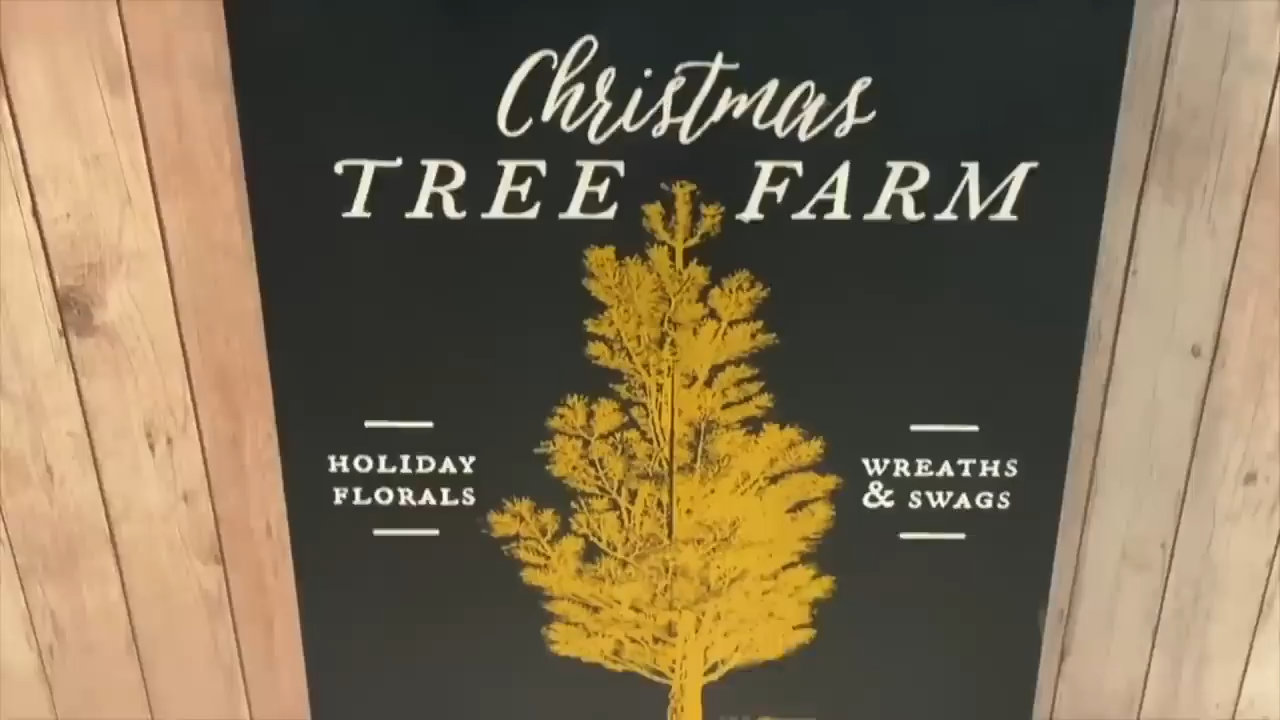 Christmas
TREE FARM
HOLIDAY
FLORALS
WREATHS
& SWAGS